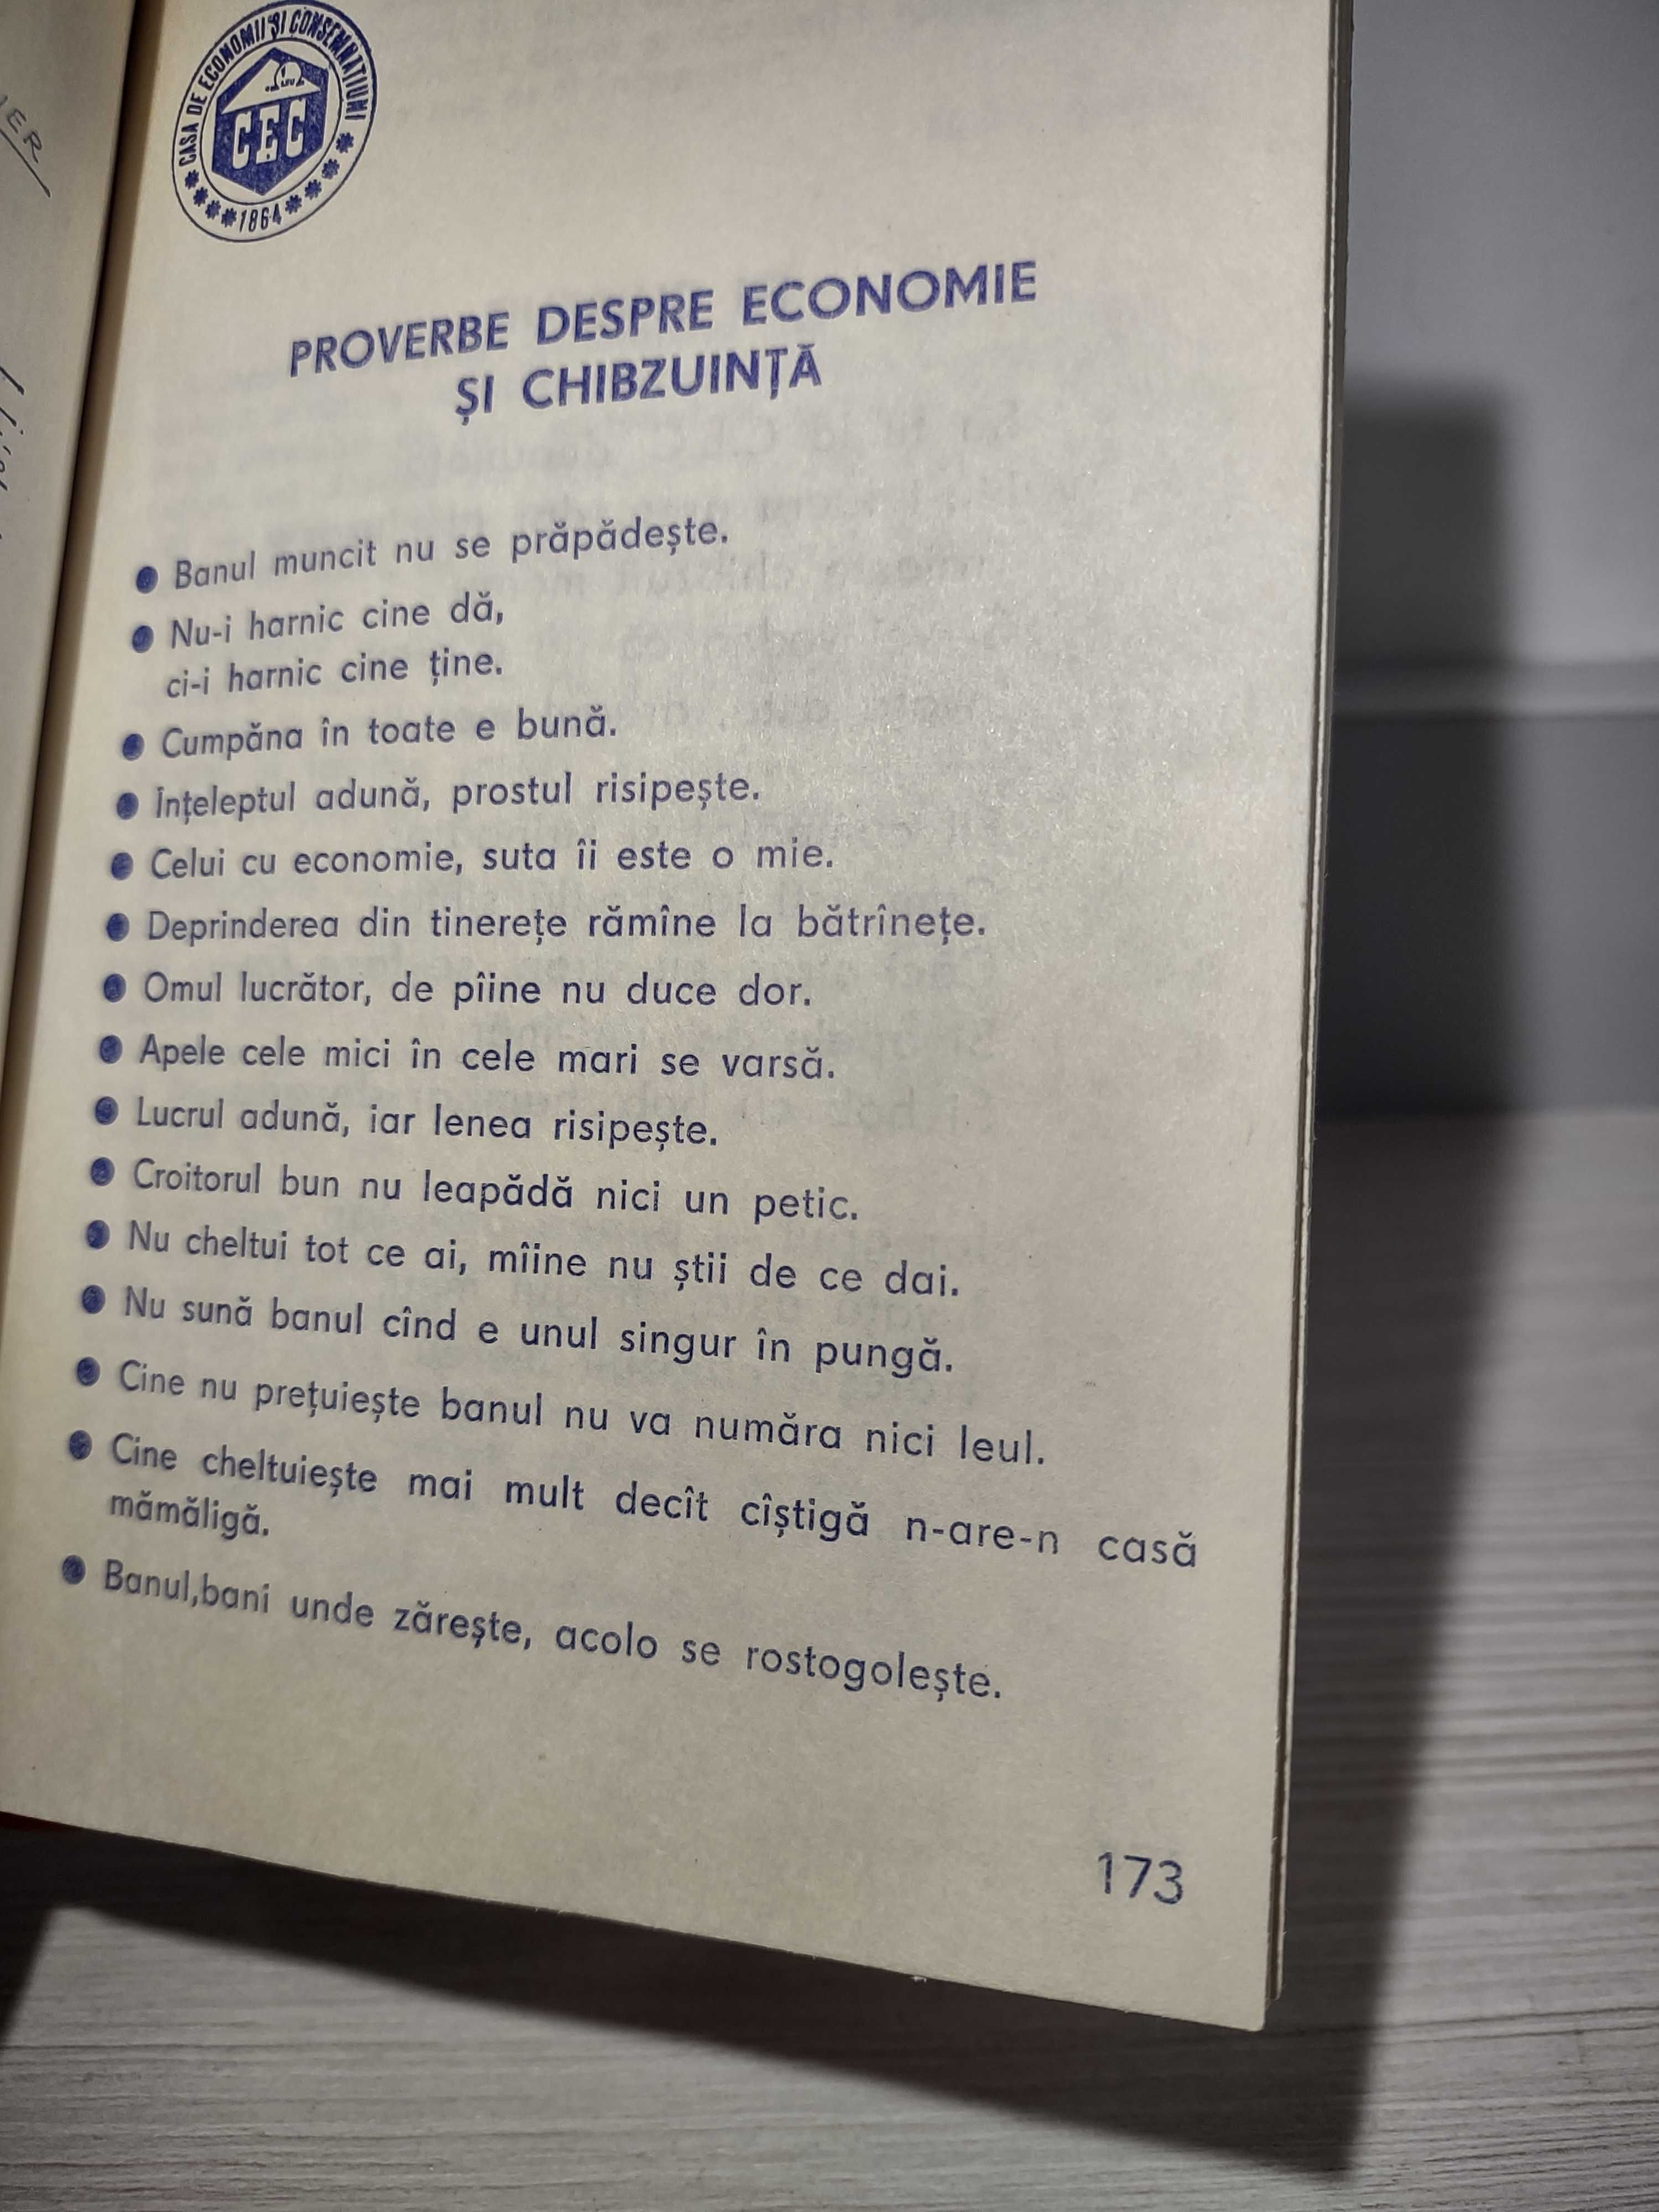 CASA DE ECONOMII ȘI CONSEMNAȚIUNI
CEC
1864
PROVERBE DESPRE ECONOMIE
ȘI CHIBZUINȚĂ
● Banul muncit nu se prăpădește.
● Nu-i harnic cine dă,
ci-i harnic cine ține.
● Cumpăna în toate e bună.
● Înțeleptul adună, prostul risipește.
● Celui cu economie, suta îi este o mie.
● Deprinderea din tinerețe rămîne la bătrînețe.
● Omul lucrător, de pîine nu duce dor.
● Apele cele mici în cele mari se varsă.
● Lucrul adună, iar lenea risipește.
● Croitorul bun nu leapădă nici un petic.
● Nu cheltui tot ce ai, mîine nu știi de ce dai.
● Nu sună banul cînd e unul singur în pungă.
● Cine nu prețuiește banul nu va număra nici leul.
● Cine cheltuiește mai mult decît cîștigă n-are-n casă
mămăligă.
● Banul,bani unde zărește, acolo se rostogolește.
173